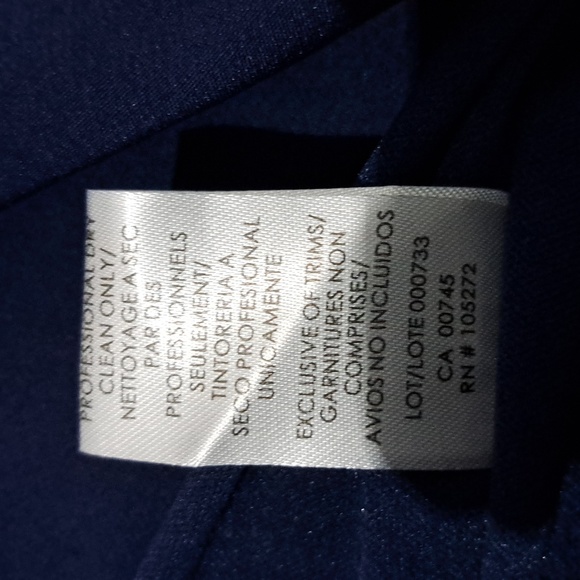 PROFESSIONAL DRY
CLEAN ONLY/
NETTOYAGE A SEC
PAR DES
PROFESSIONNELS
SEULEMENT/
TINTORERIA A
SECO PROFESIONAL
UNICAMENTE
EXCLUSIVE OF TRIMS/
GARNITURES NON
COMPRISES/
AVIOS NO INCLUIDOS
LOT/LOTE 000733
CA 00745
RN # 105272